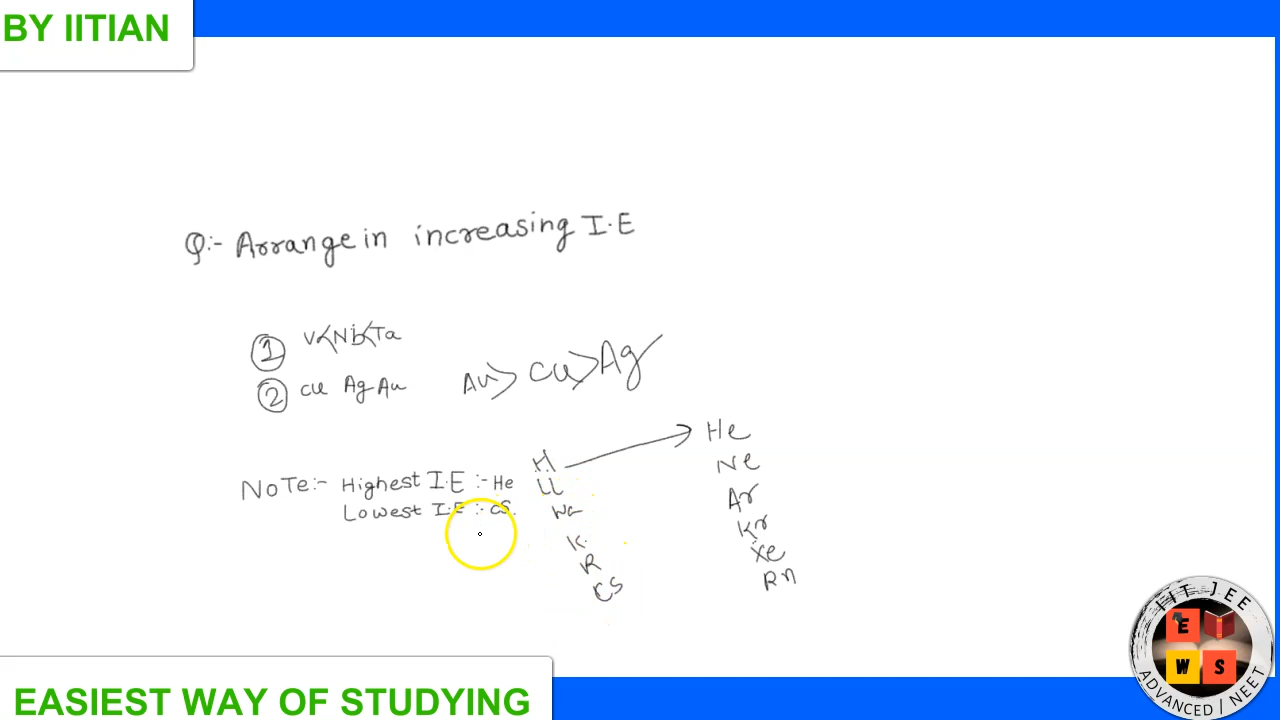 BY IITIAN
Q:- Arrange in increasing I.E
① V<Nb<Ta
② Cu Ag Au Au>Cu>Ag
NOTE:- Highest I.E :- He
Lowest I.E :- CS.
H He
Li Ne
Na Ar
K. Kr
R Xe
CS Rn
EASIEST WAY OF STUDYING
IIT JEE
E
W S
ADVANCED / NEET